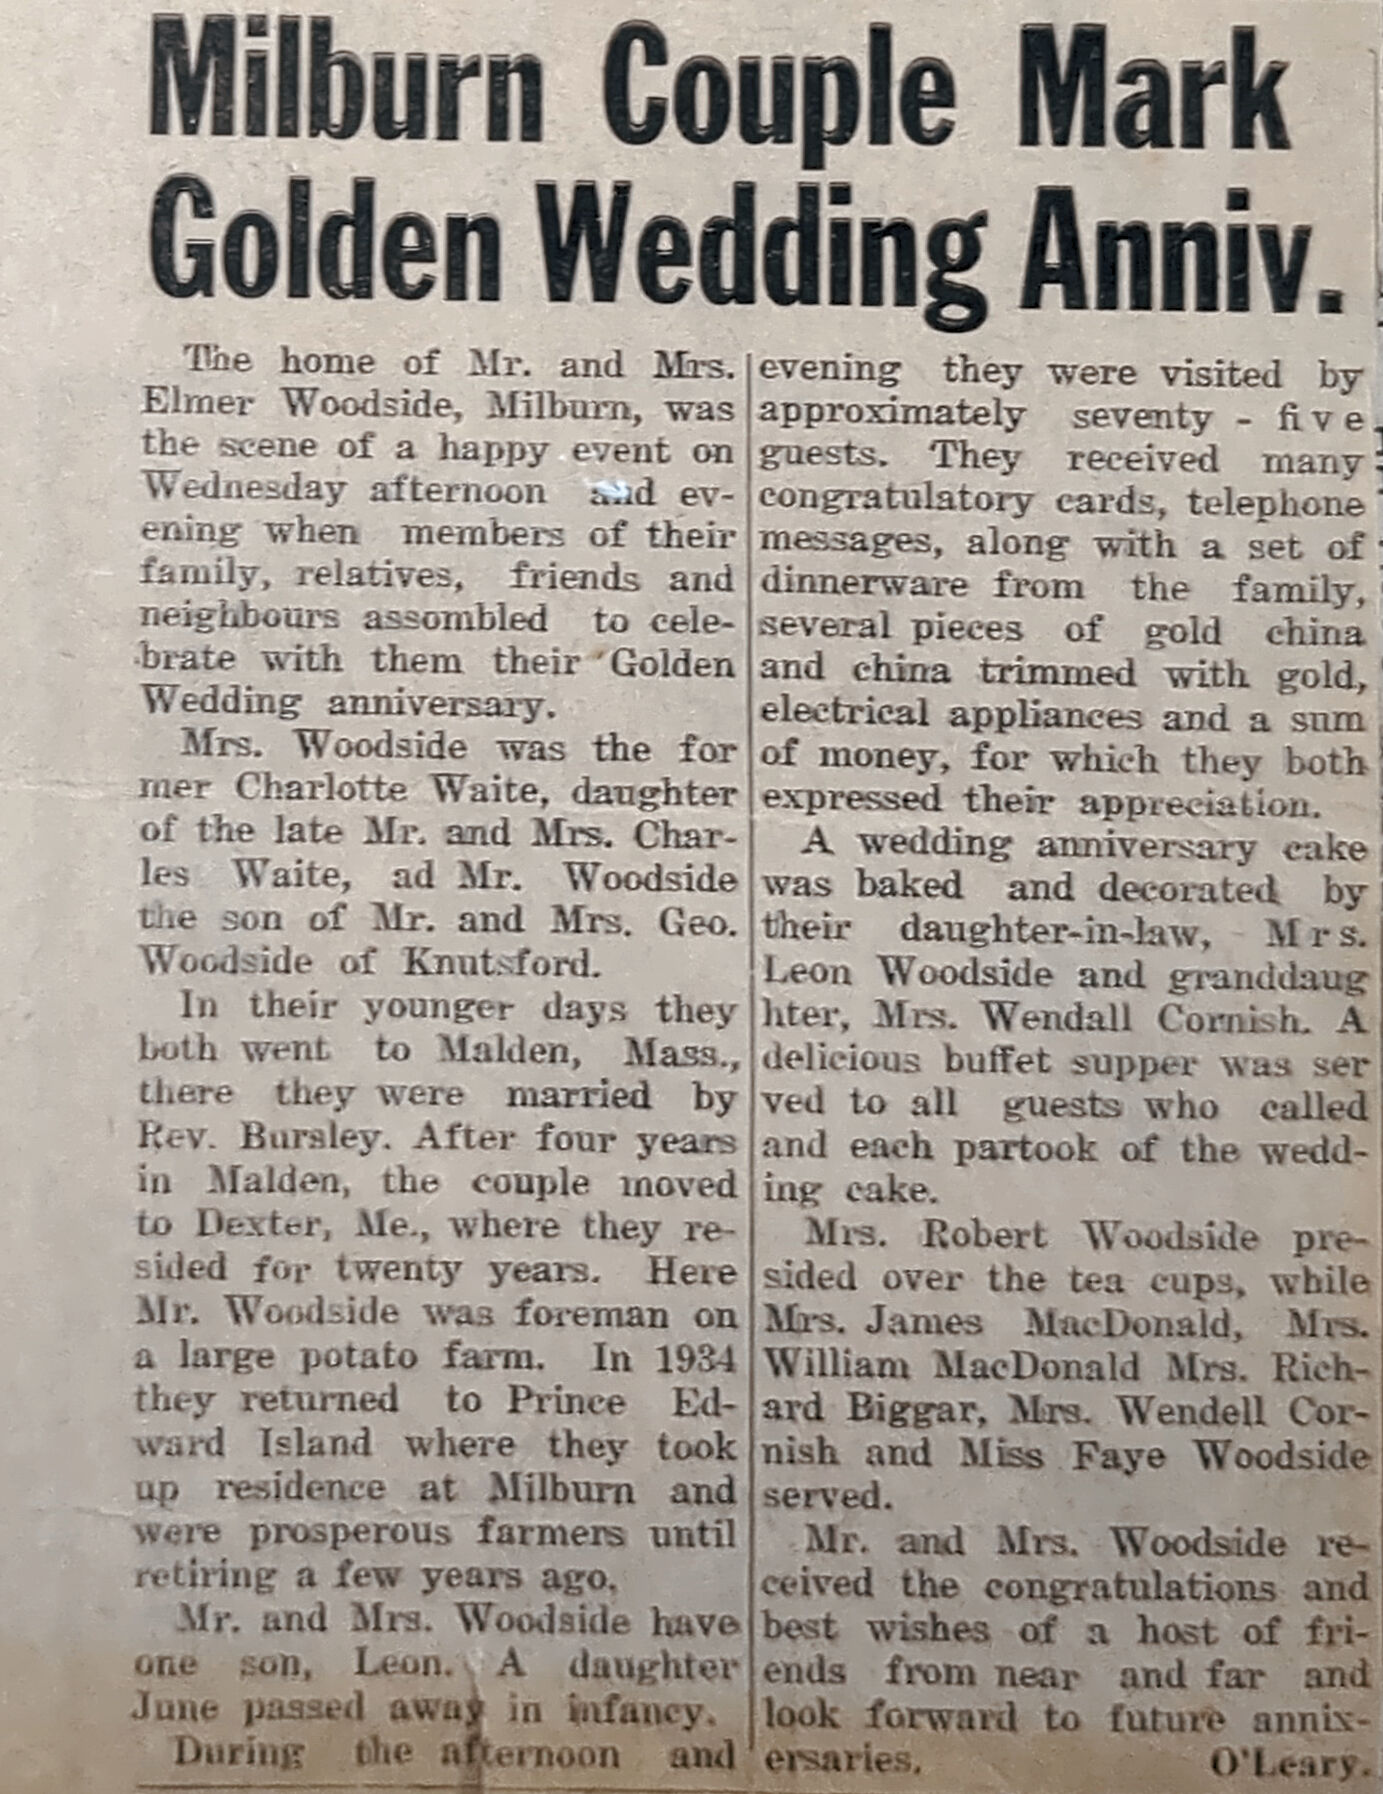 Milburn Couple Mark
Golden Wedding Anniv.
The home of Mr. and Mrs.
Elmer Woodside, Milburn, was
the scene of a happy event on
Wednesday afternoon and ev-
ening when members of their
family, relatives, friends and
neighbours assembled to cele-
brate with them their Golden
Wedding anniversary.
Mrs. Woodside was the for
mer Charlotte Waite, daughter
of the late Mr. and Mrs. Char-
les Waite, ad Mr. Woodside
the son of Mr. and Mrs. Geo.
Woodside of Knutsford.
In their younger days they
both went to Malden, Mass.,
there they were married by
Rev. Bursley. After four years
in Malden, the couple moved
to Dexter, Me., where they re-
sided for twenty years. Here
Mr. Woodside was foreman on
a large potato farm. In 1934
they returned to Prince Ed-
ward Island where they took
up residence at Milburn and
were prosperous farmers until
retiring a few years ago.
Mr. and Mrs. Woodside have
one son, Leon. A daughter
June passed away in infancy.
During the afternoon and
evening they were visited by
approximately seventy - five
guests. They received many
congratulatory cards, telephone
messages, along with a set of
dinnerware from the family,
several pieces of gold china
and china trimmed with gold,
electrical appliances and a sum
of money, for which they both
expressed their appreciation.
A wedding anniversary cake
was baked and decorated by
their daughter-in-law, Mrs.
Leon Woodside and granddaug
hter, Mrs. Wendall Cornish. A
delicious buffet supper was ser
ved to all guests who called
and each partook of the wedd-
ing cake.
Mrs. Robert Woodside pre-
sided over the tea cups, while
Mrs. James MacDonald, Mrs.
William MacDonald Mrs. Rich-
ard Biggar, Mrs. Wendell Cor-
nish and Miss Faye Woodside
served.
Mr. and Mrs. Woodside re-
ceived the congratulations and
best wishes of a host of fri-
ends from near and far and
look forward to future annix-
ersaries. O'Leary.